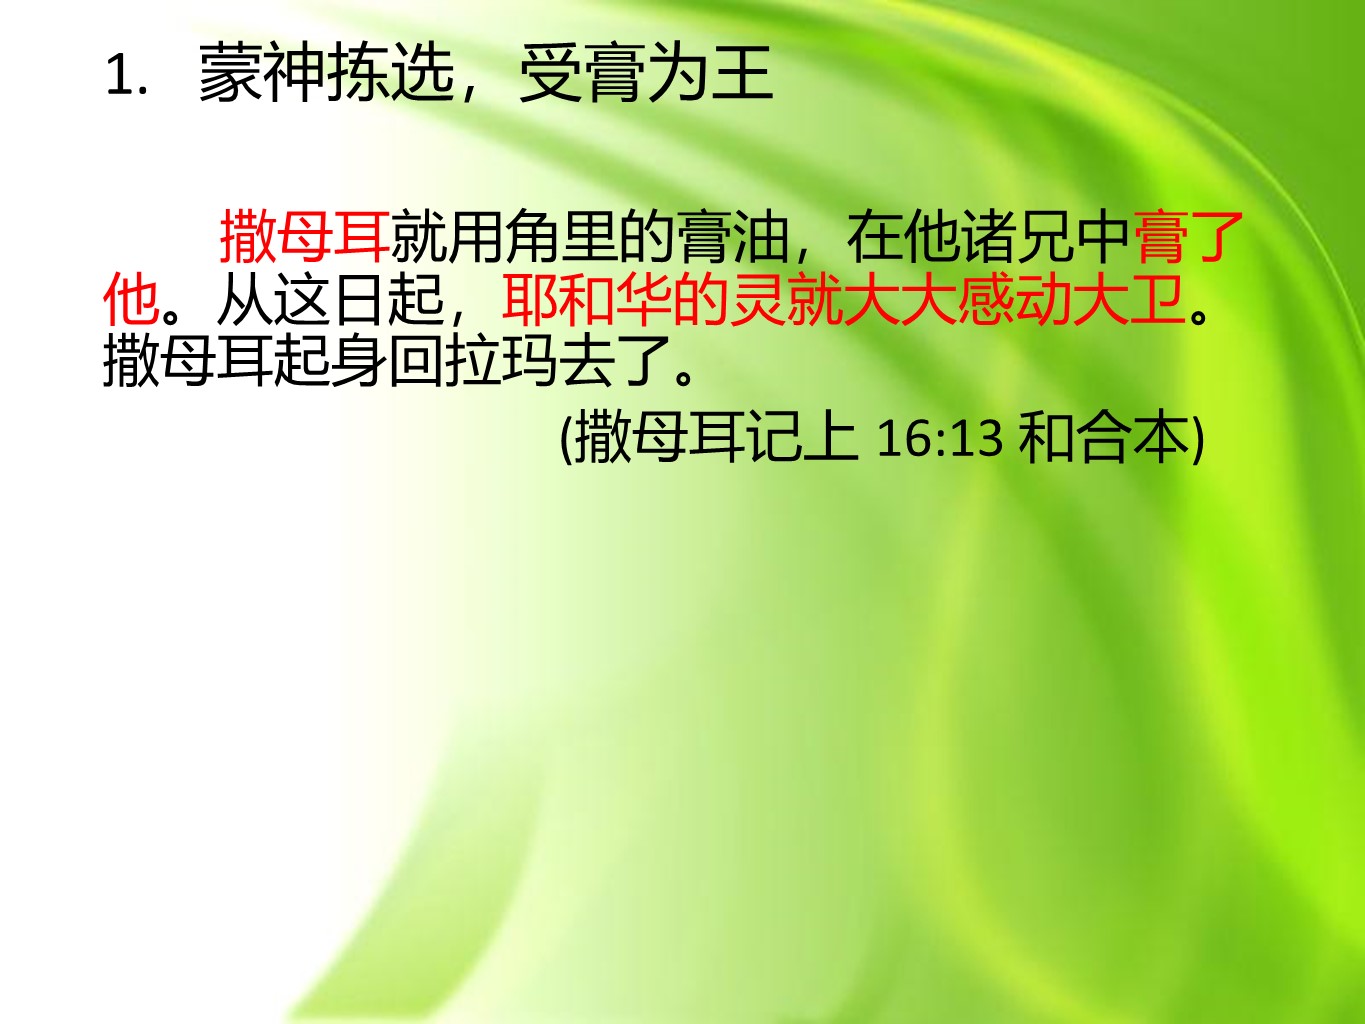 1. 蒙神拣选，受膏为王
撒母耳就用角里的膏油，在他诸兄中膏了
他。从这日起，耶和华的灵就大大感动大卫。
撒母耳起身回拉玛去了。
(撒母耳记上 16:13 和合本)